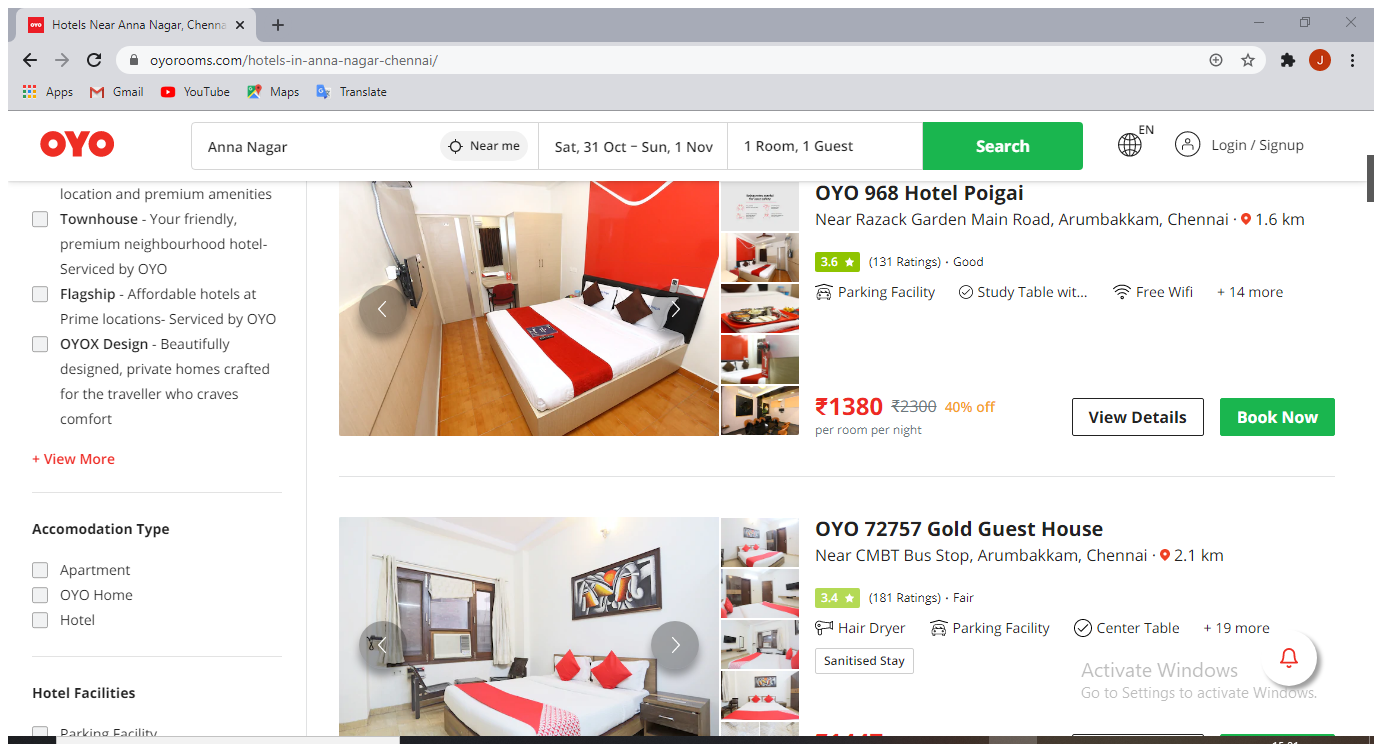 OYO
Hotels Near Anna Nagar, Chenna
oyorooms.com/hotels-in-anna-nagar-chennai/
J
Apps
Gmail
YouTube
Maps
Translate
OYO
Anna Nagar
Near me
Sat, 31 Oct – Sun, 1 Nov
1 Room, 1 Guest
Search
EN
Login / Signup
location and premium amenities
Townhouse - Your friendly,
premium neighbourhood hotel-
Serviced by OYO
Flagship - Affordable hotels at
Prime locations- Serviced by OYO
OYOX Design - Beautifully
designed, private homes crafted
for the traveller who craves
comfort
+ View More
Accomodation Type
Apartment
OYO Home
Hotel
Hotel Facilities
Parking Facility
OYO 968 Hotel Poigai
Near Razack Garden Main Road, Arumbakkam, Chennai · 1.6 km
3.6 ★ (131 Ratings) · Good
Parking Facility Study Table wit... Free Wifi + 14 more
₹1380 ₹2300 40% off
per room per night
View Details
Book Now
OYO 72757 Gold Guest House
Near CMBT Bus Stop, Arumbakkam, Chennai · 2.1 km
3.4 ★ (181 Ratings) · Fair
Hair Dryer Parking Facility Center Table + 19 more
Sanitised Stay
Activate Windows
Go to Settings to activate Windows.